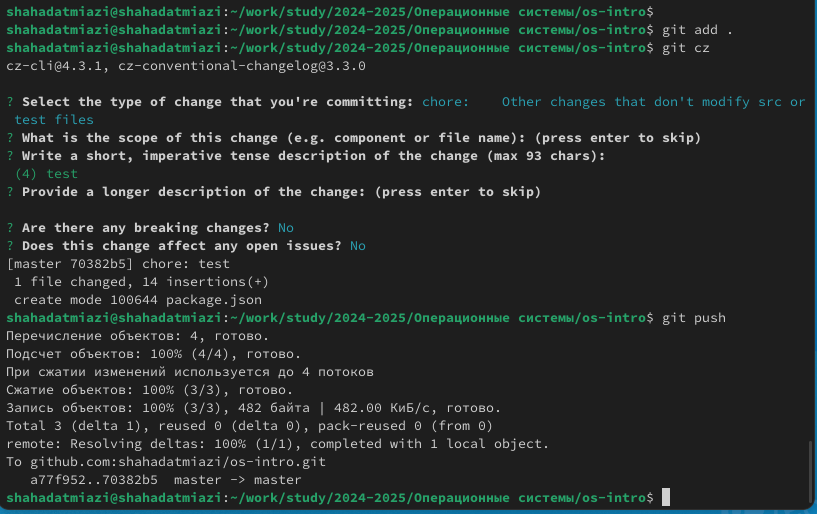 shahadatmiazi@shahadatmiazi:~/work/study/2024-2025/Операционные системы/os-intro$
shahadatmiazi@shahadatmiazi:~/work/study/2024-2025/Операционные системы/os-intro$ git add .
shahadatmiazi@shahadatmiazi:~/work/study/2024-2025/Операционные системы/os-intro$ git cz
cz-cli@4.3.1, cz-conventional-changelog@3.3.0
? Select the type of change that you're committing: chore:    Other changes that don't modify src or
 test files
? What is the scope of this change (e.g. component or file name): (press enter to skip)
? Write a short, imperative tense description of the change (max 93 chars):
 (4) test
? Provide a longer description of the change: (press enter to skip)
? Are there any breaking changes? No
? Does this change affect any open issues? No
[master 70382b5] chore: test
 1 file changed, 14 insertions(+)
 create mode 100644 package.json
shahadatmiazi@shahadatmiazi:~/work/study/2024-2025/Операционные системы/os-intro$ git push
Перечисление объектов: 4, готово.
Подсчет объектов: 100% (4/4), готово.
При сжатии изменений используется до 4 потоков
Сжатие объектов: 100% (3/3), готово.
Запись объектов: 100% (3/3), 482 байта | 482.00 КиБ/с, готово.
Total 3 (delta 1), reused 0 (delta 0), pack-reused 0 (from 0)
remote: Resolving deltas: 100% (1/1), completed with 1 local object.
To github.com:shahadatmiazi/os-intro.git
   a77f952..70382b5  master -> master
shahadatmiazi@shahadatmiazi:~/work/study/2024-2025/Операционные системы/os-intro$